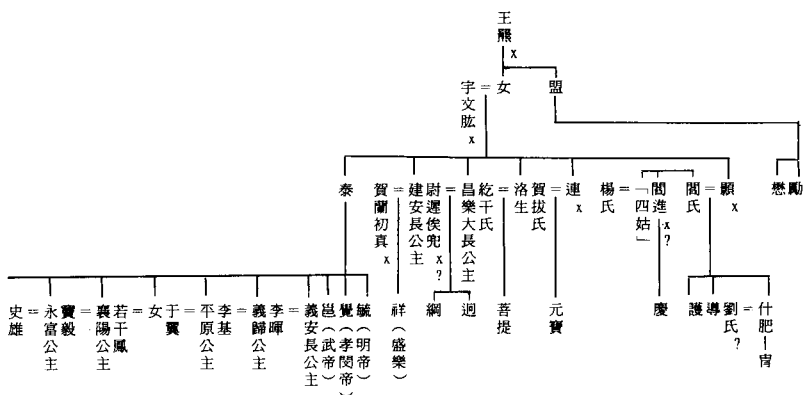 王羆 x
盟
女
=
宇文肱 x
勵
懋
顥 x
=
閻氏
閻進 x?
「四姑」
=
楊氏
連 x
=
賀拔氏
洛生
=
紇干氏
昌樂大長公主
=
尉遲俟兜 x?
建安長公主
=
賀蘭初真 x
泰
什肥－冑
=
劉氏?
導
護
慶
元寶
菩提
迥
綱
祥(盛樂)
毓(明帝)
覺(孝閔帝)
邕(武帝)
義安長公主
=
李暉
義歸公主
=
李基
平原公主
=
于翼
女
=
若干鳳
襄陽公主
=
竇毅
永富公主
=
史雄